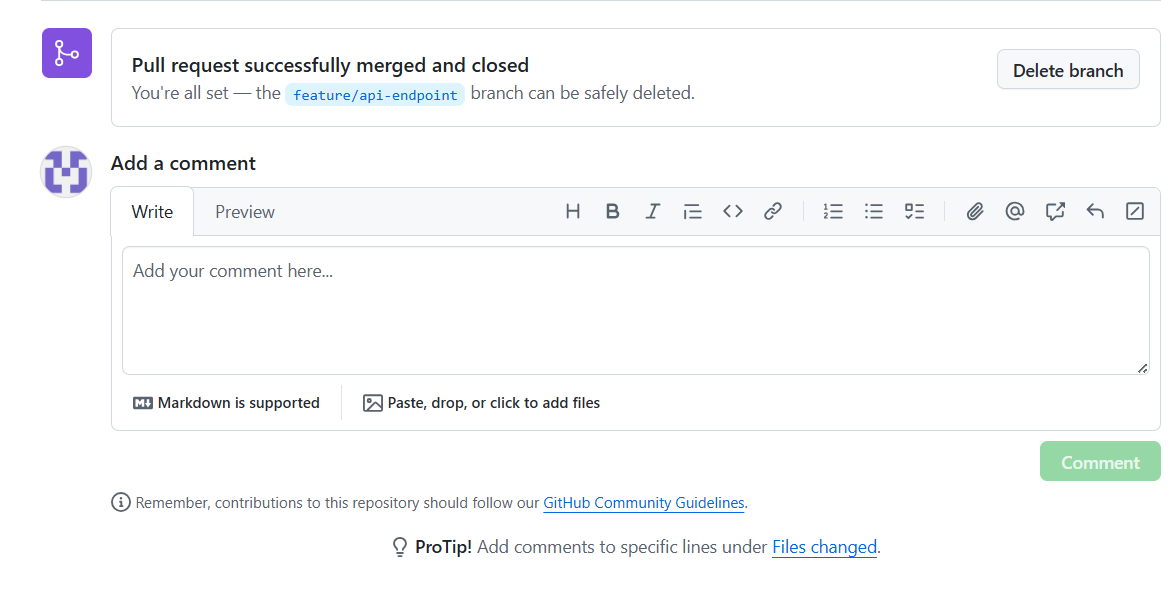 Pull request successfully merged and closed
You're all set — the feature/api-endpoint branch can be safely deleted.
Delete branch
Add a comment
Write Preview
Add your comment here...
Markdown is supported
Paste, drop, or click to add files
Comment
Remember, contributions to this repository should follow our GitHub Community Guidelines.
ProTip! Add comments to specific lines under Files changed.